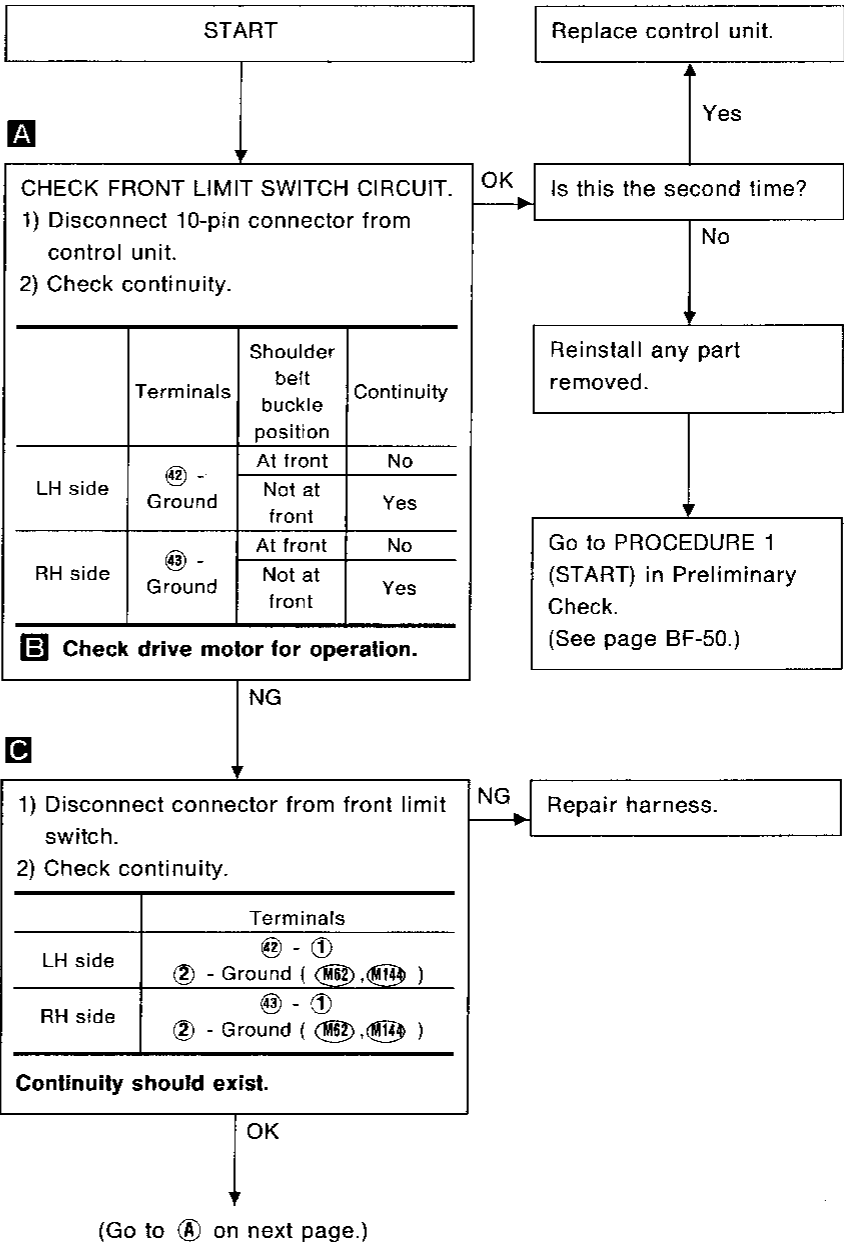 START
Replace control unit.
Yes
A
CHECK FRONT LIMIT SWITCH CIRCUIT.
1) Disconnect 10-pin connector from
control unit.
2) Check continuity.
OK
Is this the second time?
No
Reinstall any part
removed.
Go to PROCEDURE 1
(START) in Preliminary
Check.
(See page BF-50.)
Terminals
Shoulder
belt
buckle
position
Continuity
LH side
㊷ -
Ground
At front
No
Not at
front
Yes
RH side
㊸ -
Ground
At front
No
Not at
front
Yes
B Check drive motor for operation.
NG
C
1) Disconnect connector from front limit
switch.
2) Check continuity.
NG
Repair harness.
Terminals
LH side
㊷ - ①
② - Ground ( M62 , M144 )
RH side
㊸ - ①
② - Ground ( M62 , M144 )
Continuity should exist.
OK
(Go to Ⓐ on next page.)